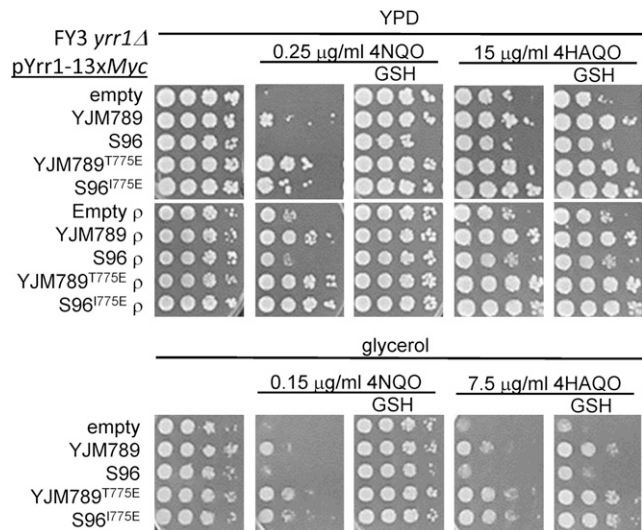 YPD
FY3 yrr1Δ
pYrr1-13xMyc
0.25 μg/ml 4NQO 15 μg/ml 4HAQO
GSH GSH
empty
YJM789
S96
YJM789T775E
S96I775E
Empty ρ
YJM789 ρ
S96 ρ
YJM789T775E ρ
S96I775E ρ
glycerol
0.15 μg/ml 4NQO 7.5 μg/ml 4HAQO
GSH GSH
empty
YJM789
S96
YJM789T775E
S96I775E